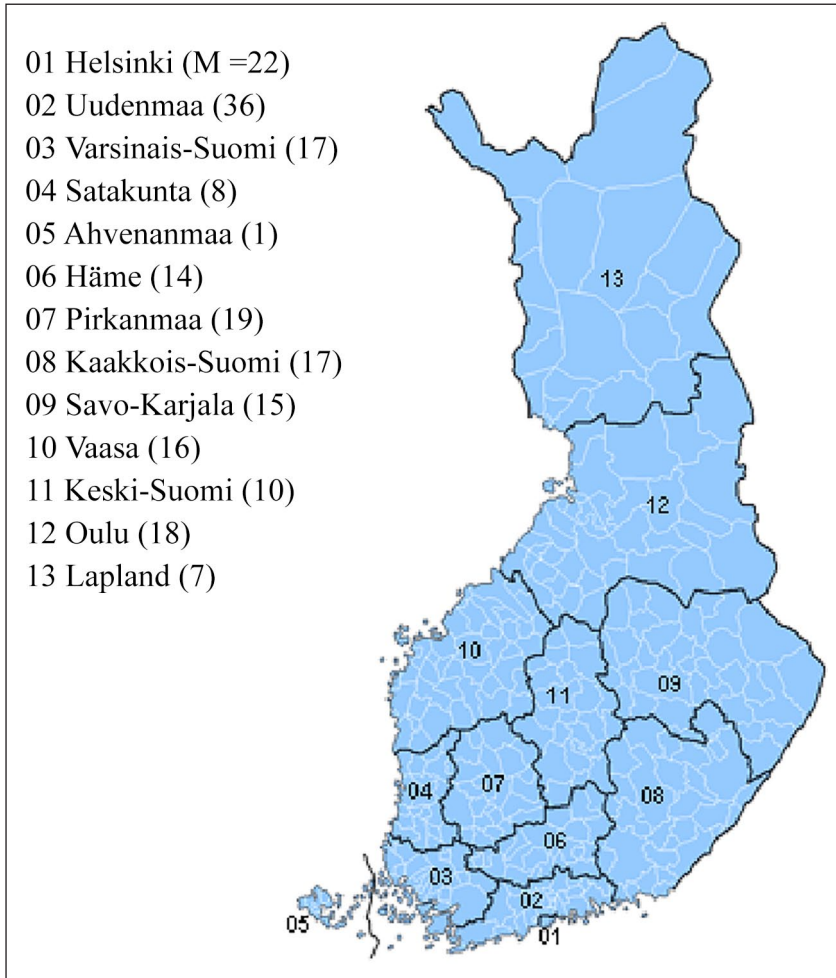 01 Helsinki (M =22)
02 Uudenmaa (36)
03 Varsinais-Suomi (17)
04 Satakunta (8)
05 Ahvenanmaa (1)
06 Häme (14)
07 Pirkanmaa (19)
08 Kaakkois-Suomi (17)
09 Savo-Karjala (15)
10 Vaasa (16)
11 Keski-Suomi (10)
12 Oulu (18)
13 Lapland (7)
13
12
10
11
09
04
07
08
06
03
02
05
01